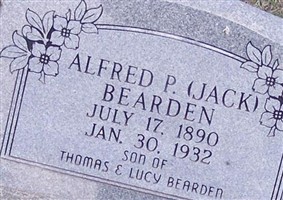 ALFRED P. (JACK)
BEARDEN
JULY 17, 1890
JAN. 30, 1932
SON OF
THOMAS & LUCY BEARDEN